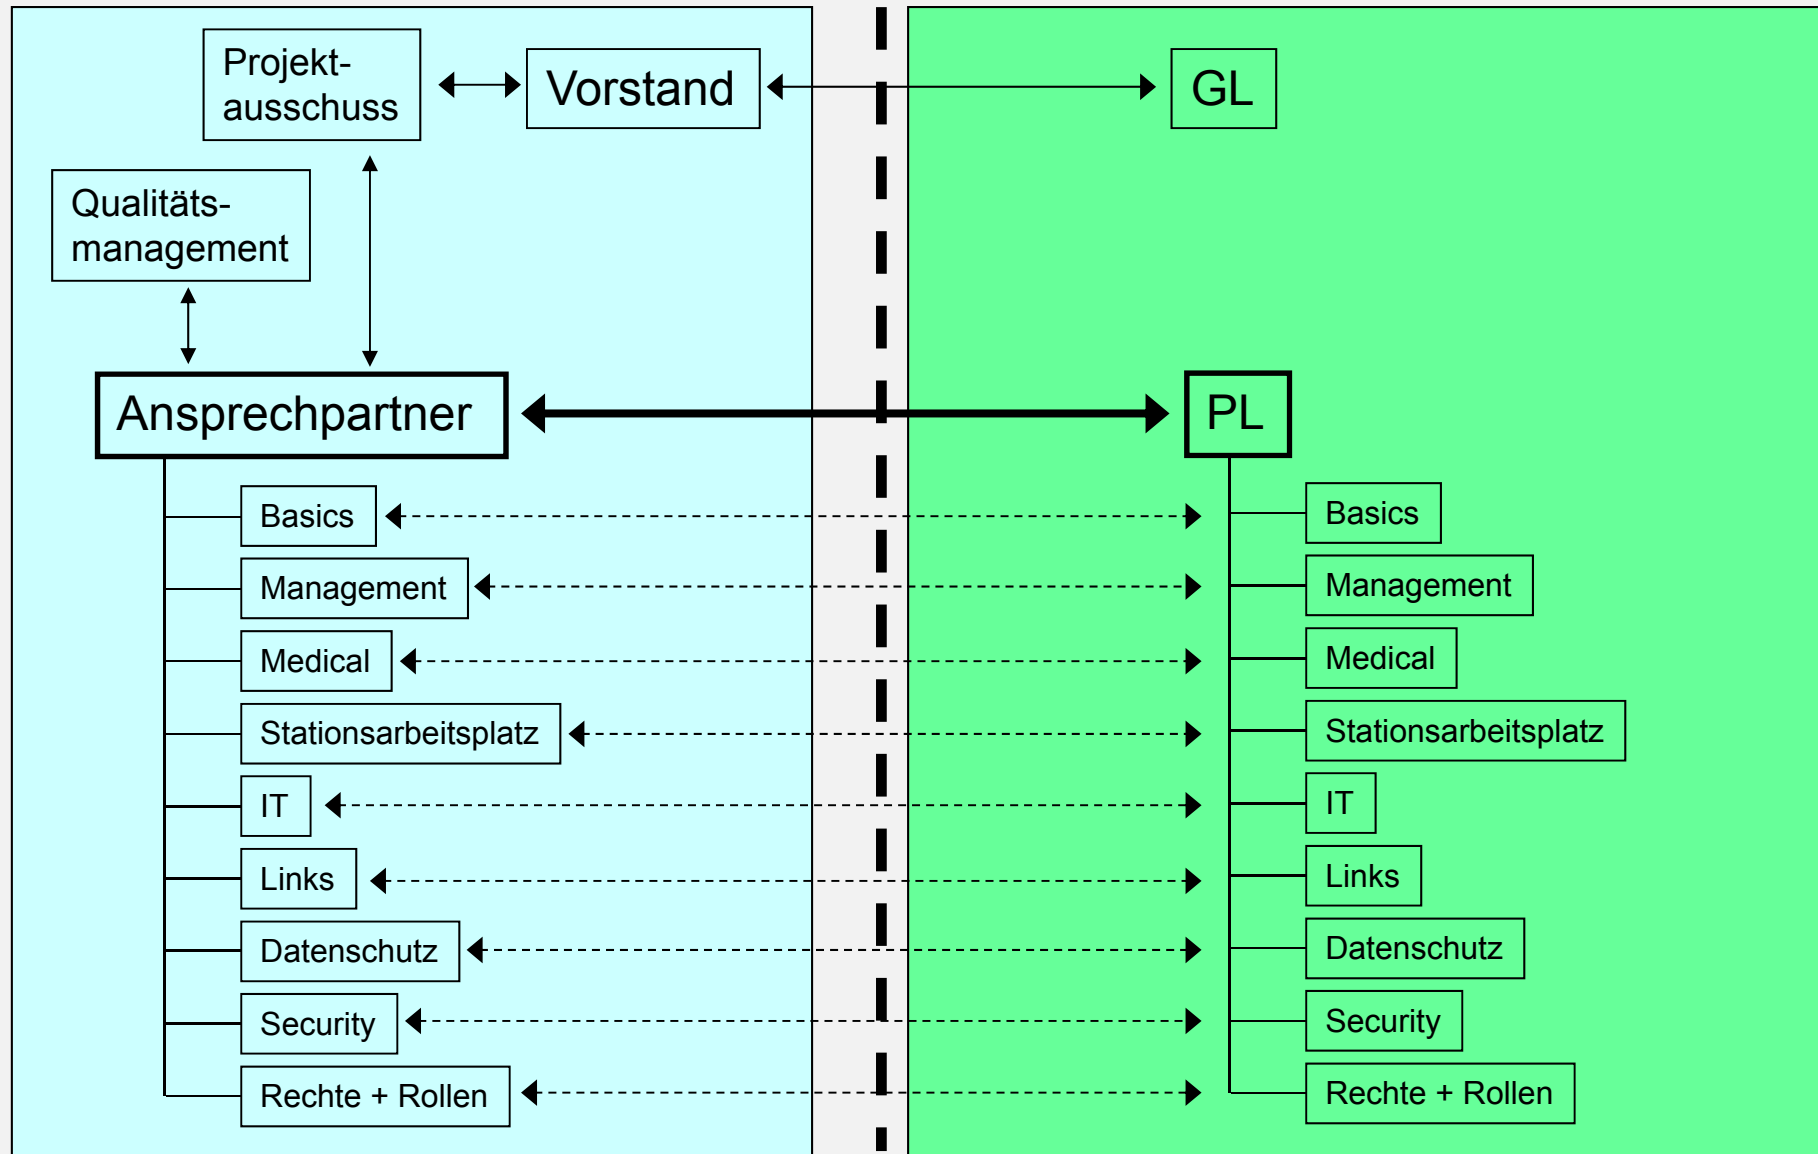 Projekt-
ausschuss
Vorstand
GL
Qualitäts-
management
Ansprechpartner
PL
Basics
Management
Medical
Stationsarbeitsplatz
IT
Links
Datenschutz
Security
Rechte + Rollen
Basics
Management
Medical
Stationsarbeitsplatz
IT
Links
Datenschutz
Security
Rechte + Rollen